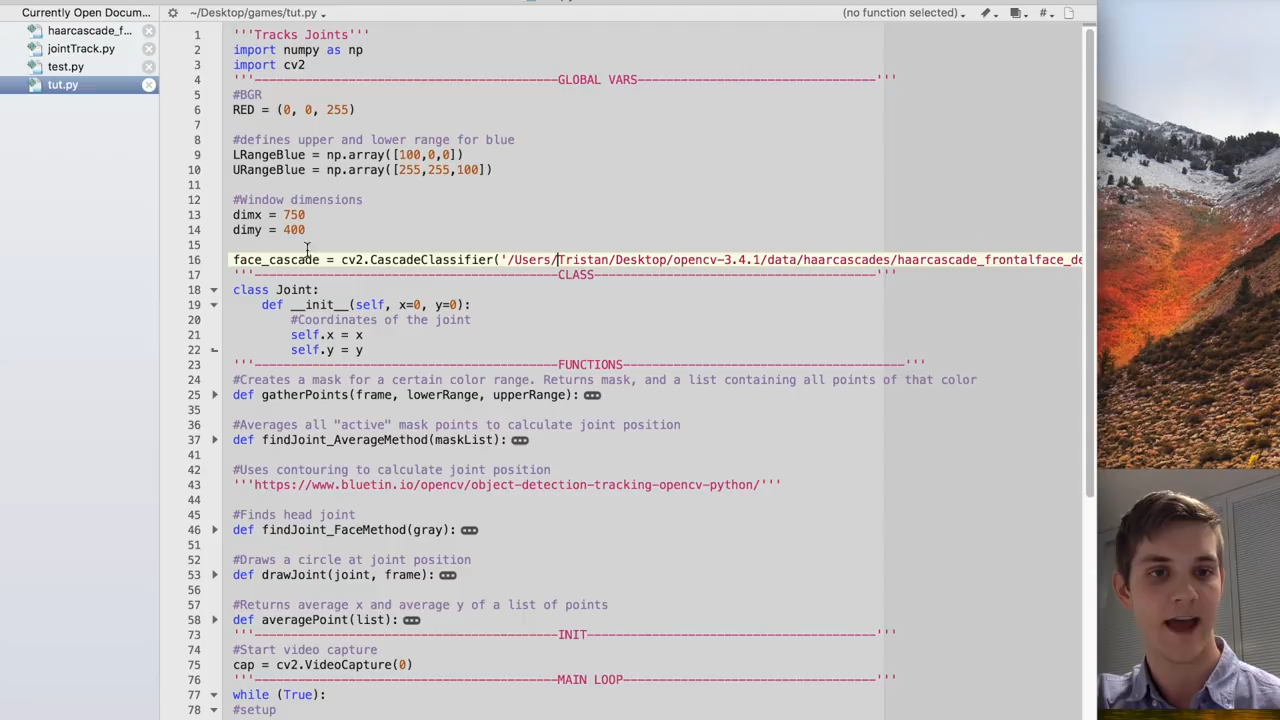 Currently Open Docum...
~/Desktop/games/tut.py
(no function selected)
#
haarcascade_f...
jointTrack.py
test.py
tut.py
1 '''Tracks Joints'''
2 import numpy as np
3 import cv2
4 '''------------------------------------------GLOBAL VARS---------------------------------'''
5 #BGR
6 RED = (0, 0, 255)
7
8 #defines upper and lower range for blue
9 LRangeBlue = np.array([100,0,0])
10 URangeBlue = np.array([255,255,100])
11
12 #Window dimensions
13 dimx = 750
14 dimy = 400
15
16 face_cascade = cv2.CascadeClassifier('/Users/Tristan/Desktop/opencv-3.4.1/data/haarcascades/haarcascade_frontalface_de
17 '''------------------------------------------CLASS---------------------------------------'''
18 class Joint:
19 def __init__(self, x=0, y=0):
20 #Coordinates of the joint
21 self.x = x
22 self.y = y
23 '''------------------------------------------FUNCTIONS---------------------------------------'''
24 #Creates a mask for a certain color range. Returns mask, and a list containing all points of that color
25 def gatherPoints(frame, lowerRange, upperRange):
35
36 #Averages all "active" mask points to calculate joint position
37 def findJoint_AverageMethod(maskList):
41
42 #Uses contouring to calculate joint position
43 '''https://www.bluetin.io/opencv/object-detection-tracking-opencv-python/'''
44
45 #Finds head joint
46 def findJoint_FaceMethod(gray):
51
52 #Draws a circle at joint position
53 def drawJoint(joint, frame):
56
57 #Returns average x and average y of a list of points
58 def averagePoint(list):
73 '''------------------------------------------INIT----------------------------------------'''
74 #Start video capture
75 cap = cv2.VideoCapture(0)
76 '''------------------------------------------MAIN LOOP-----------------------------------'''
77 while (True):
78 #setup